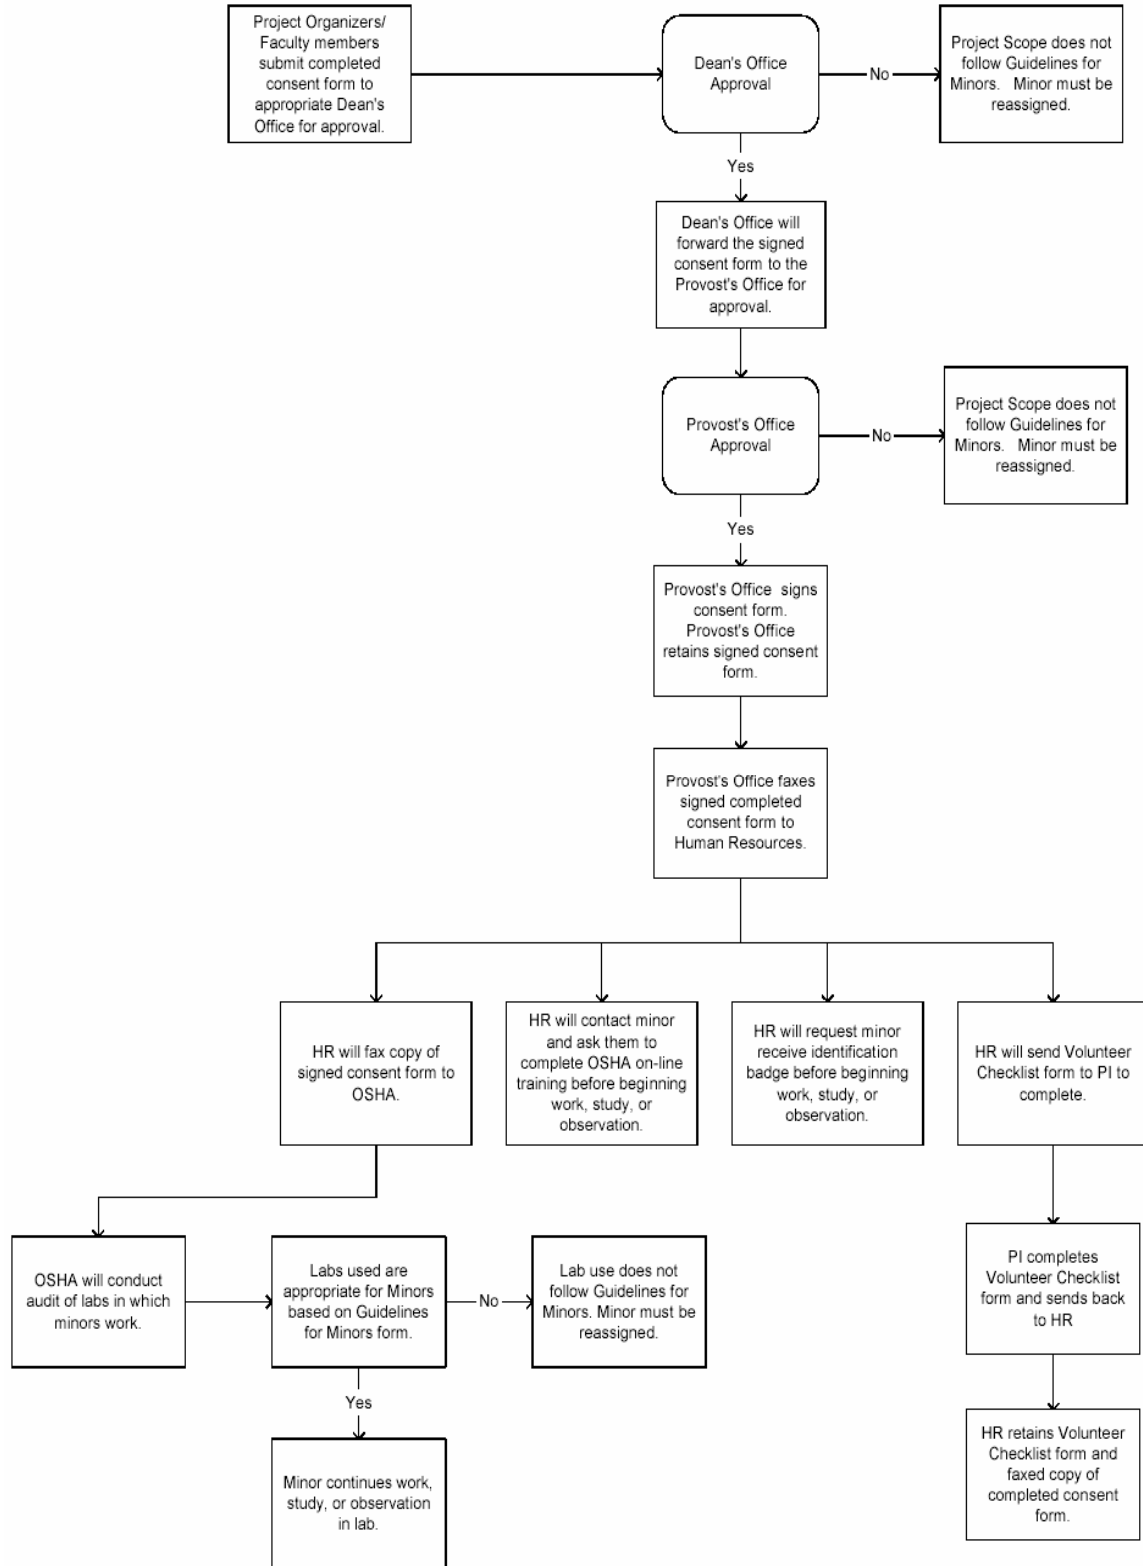 Project Organizers/
Faculty members
submit completed
consent form to
appropriate Dean's
Office for approval.
Dean's Office
Approval
No
Project Scope does not
follow Guidelines for
Minors. Minor must be
reassigned.
Yes
Dean's Office will
forward the signed
consent form to the
Provost's Office for
approval.
Provost's Office
Approval
No
Project Scope does not
follow Guidelines for
Minors. Minor must be
reassigned.
Yes
Provost's Office signs
consent form.
Provost's Office
retains signed consent
form.
Provost's Office faxes
signed completed
consent form to
Human Resources.
HR will fax copy of
signed consent form to
OSHA.
HR will contact minor
and ask them to
complete OSHA on-line
training before beginning
work, study, or
observation.
HR will request minor
receive identification
badge before beginning
work, study, or
observation.
HR will send Volunteer
Checklist form to PI to
complete.
OSHA will conduct
audit of labs in which
minors work.
Labs used are
appropriate for Minors
based on Guidelines
for Minors form.
No
Lab use does not
follow Guidelines for
Minors. Minor must be
reassigned.
PI completes
Volunteer Checklist
form and sends back
to HR
Yes
Minor continues work,
study, or observation
in lab.
HR retains Volunteer
Checklist form and
faxed copy of
completed consent
form.